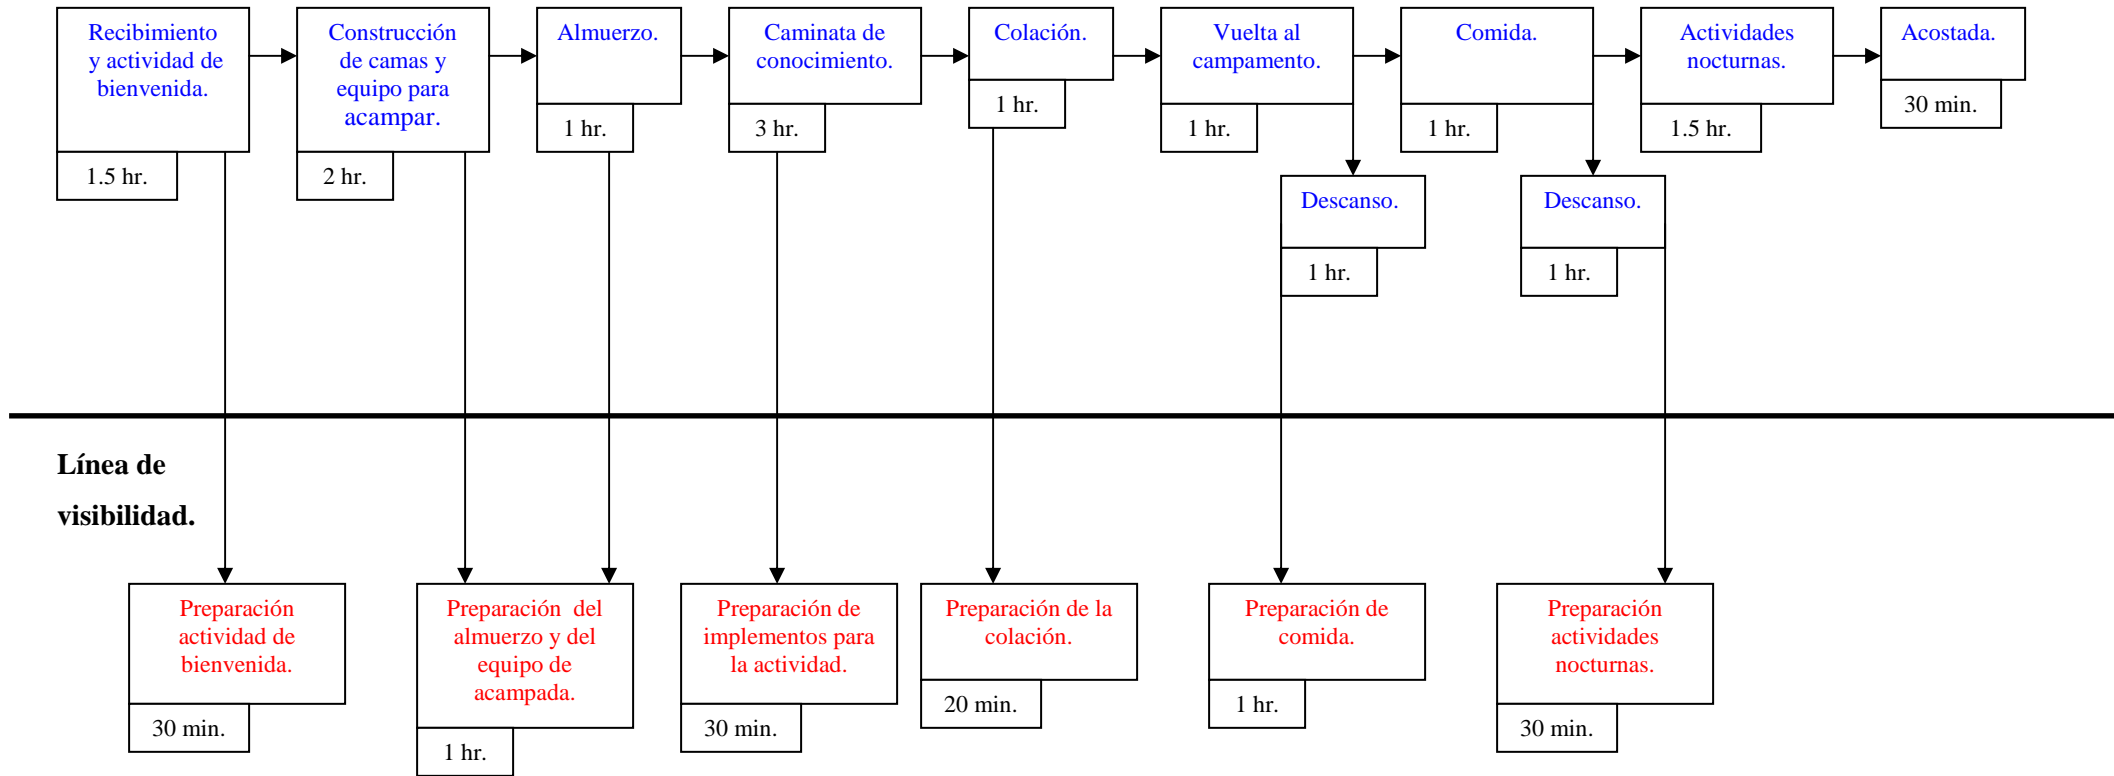 Recibimiento
y actividad de
bienvenida.
1.5 hr.
Construcción
de camas y
equipo para
acampar.
2 hr.
Almuerzo.
1 hr.
Caminata de
conocimiento.
3 hr.
Colación.
1 hr.
Vuelta al
campamento.
1 hr.
Comida.
1 hr.
Actividades
nocturnas.
1.5 hr.
Acostada.
30 min.
Descanso.
1 hr.
Descanso.
1 hr.
Línea de
visibilidad.
Preparación
actividad de
bienvenida.
30 min.
Preparación del
almuerzo y del
equipo de
acampada.
1 hr.
Preparación de
implementos para
la actividad.
30 min.
Preparación de la
colación.
20 min.
Preparación de
comida.
1 hr.
Preparación
actividades
nocturnas.
30 min.